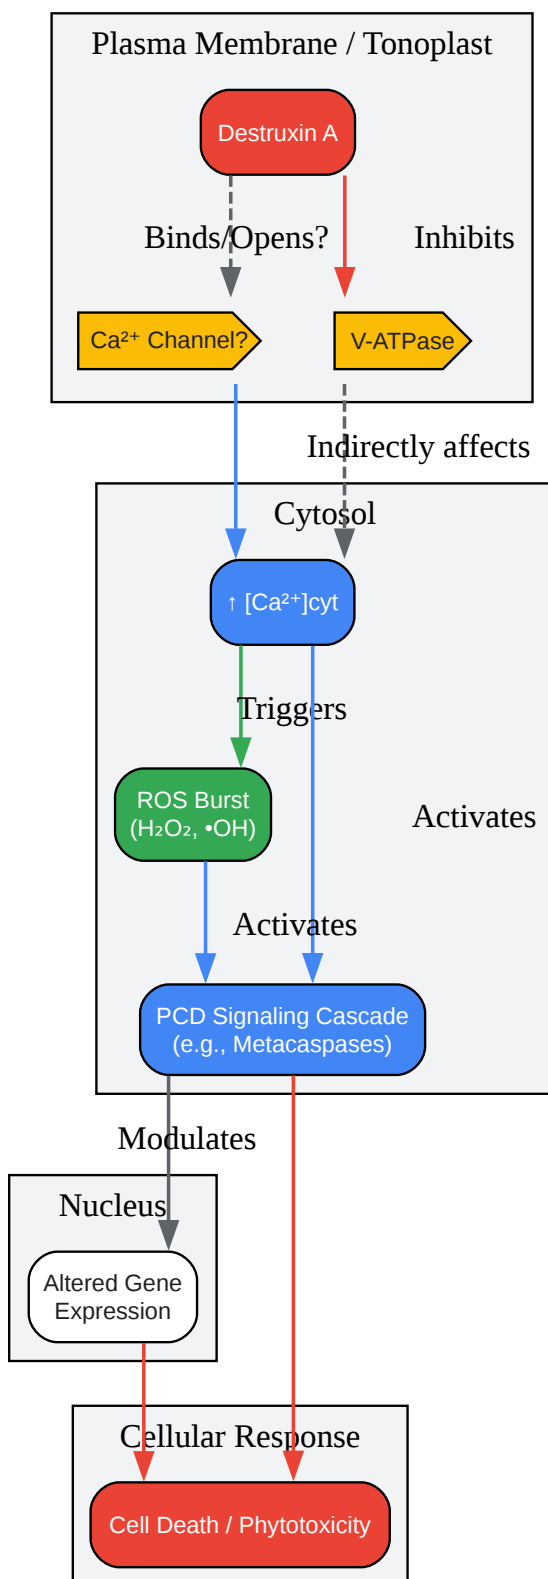 Plasma Membrane / Tonoplast
Destruxin A
Binds/Opens?
Inhibits
Ca²⁺ Channel?
V-ATPase
Indirectly affects
Cytosol
↑ [Ca²⁺]cyt
Triggers
ROS Burst
(H₂O₂, •OH)
Activates
Activates
PCD Signaling Cascade
(e.g., Metacaspases)
Modulates
Nucleus
Altered Gene
Expression
Cellular Response
Cell Death / Phytotoxicity